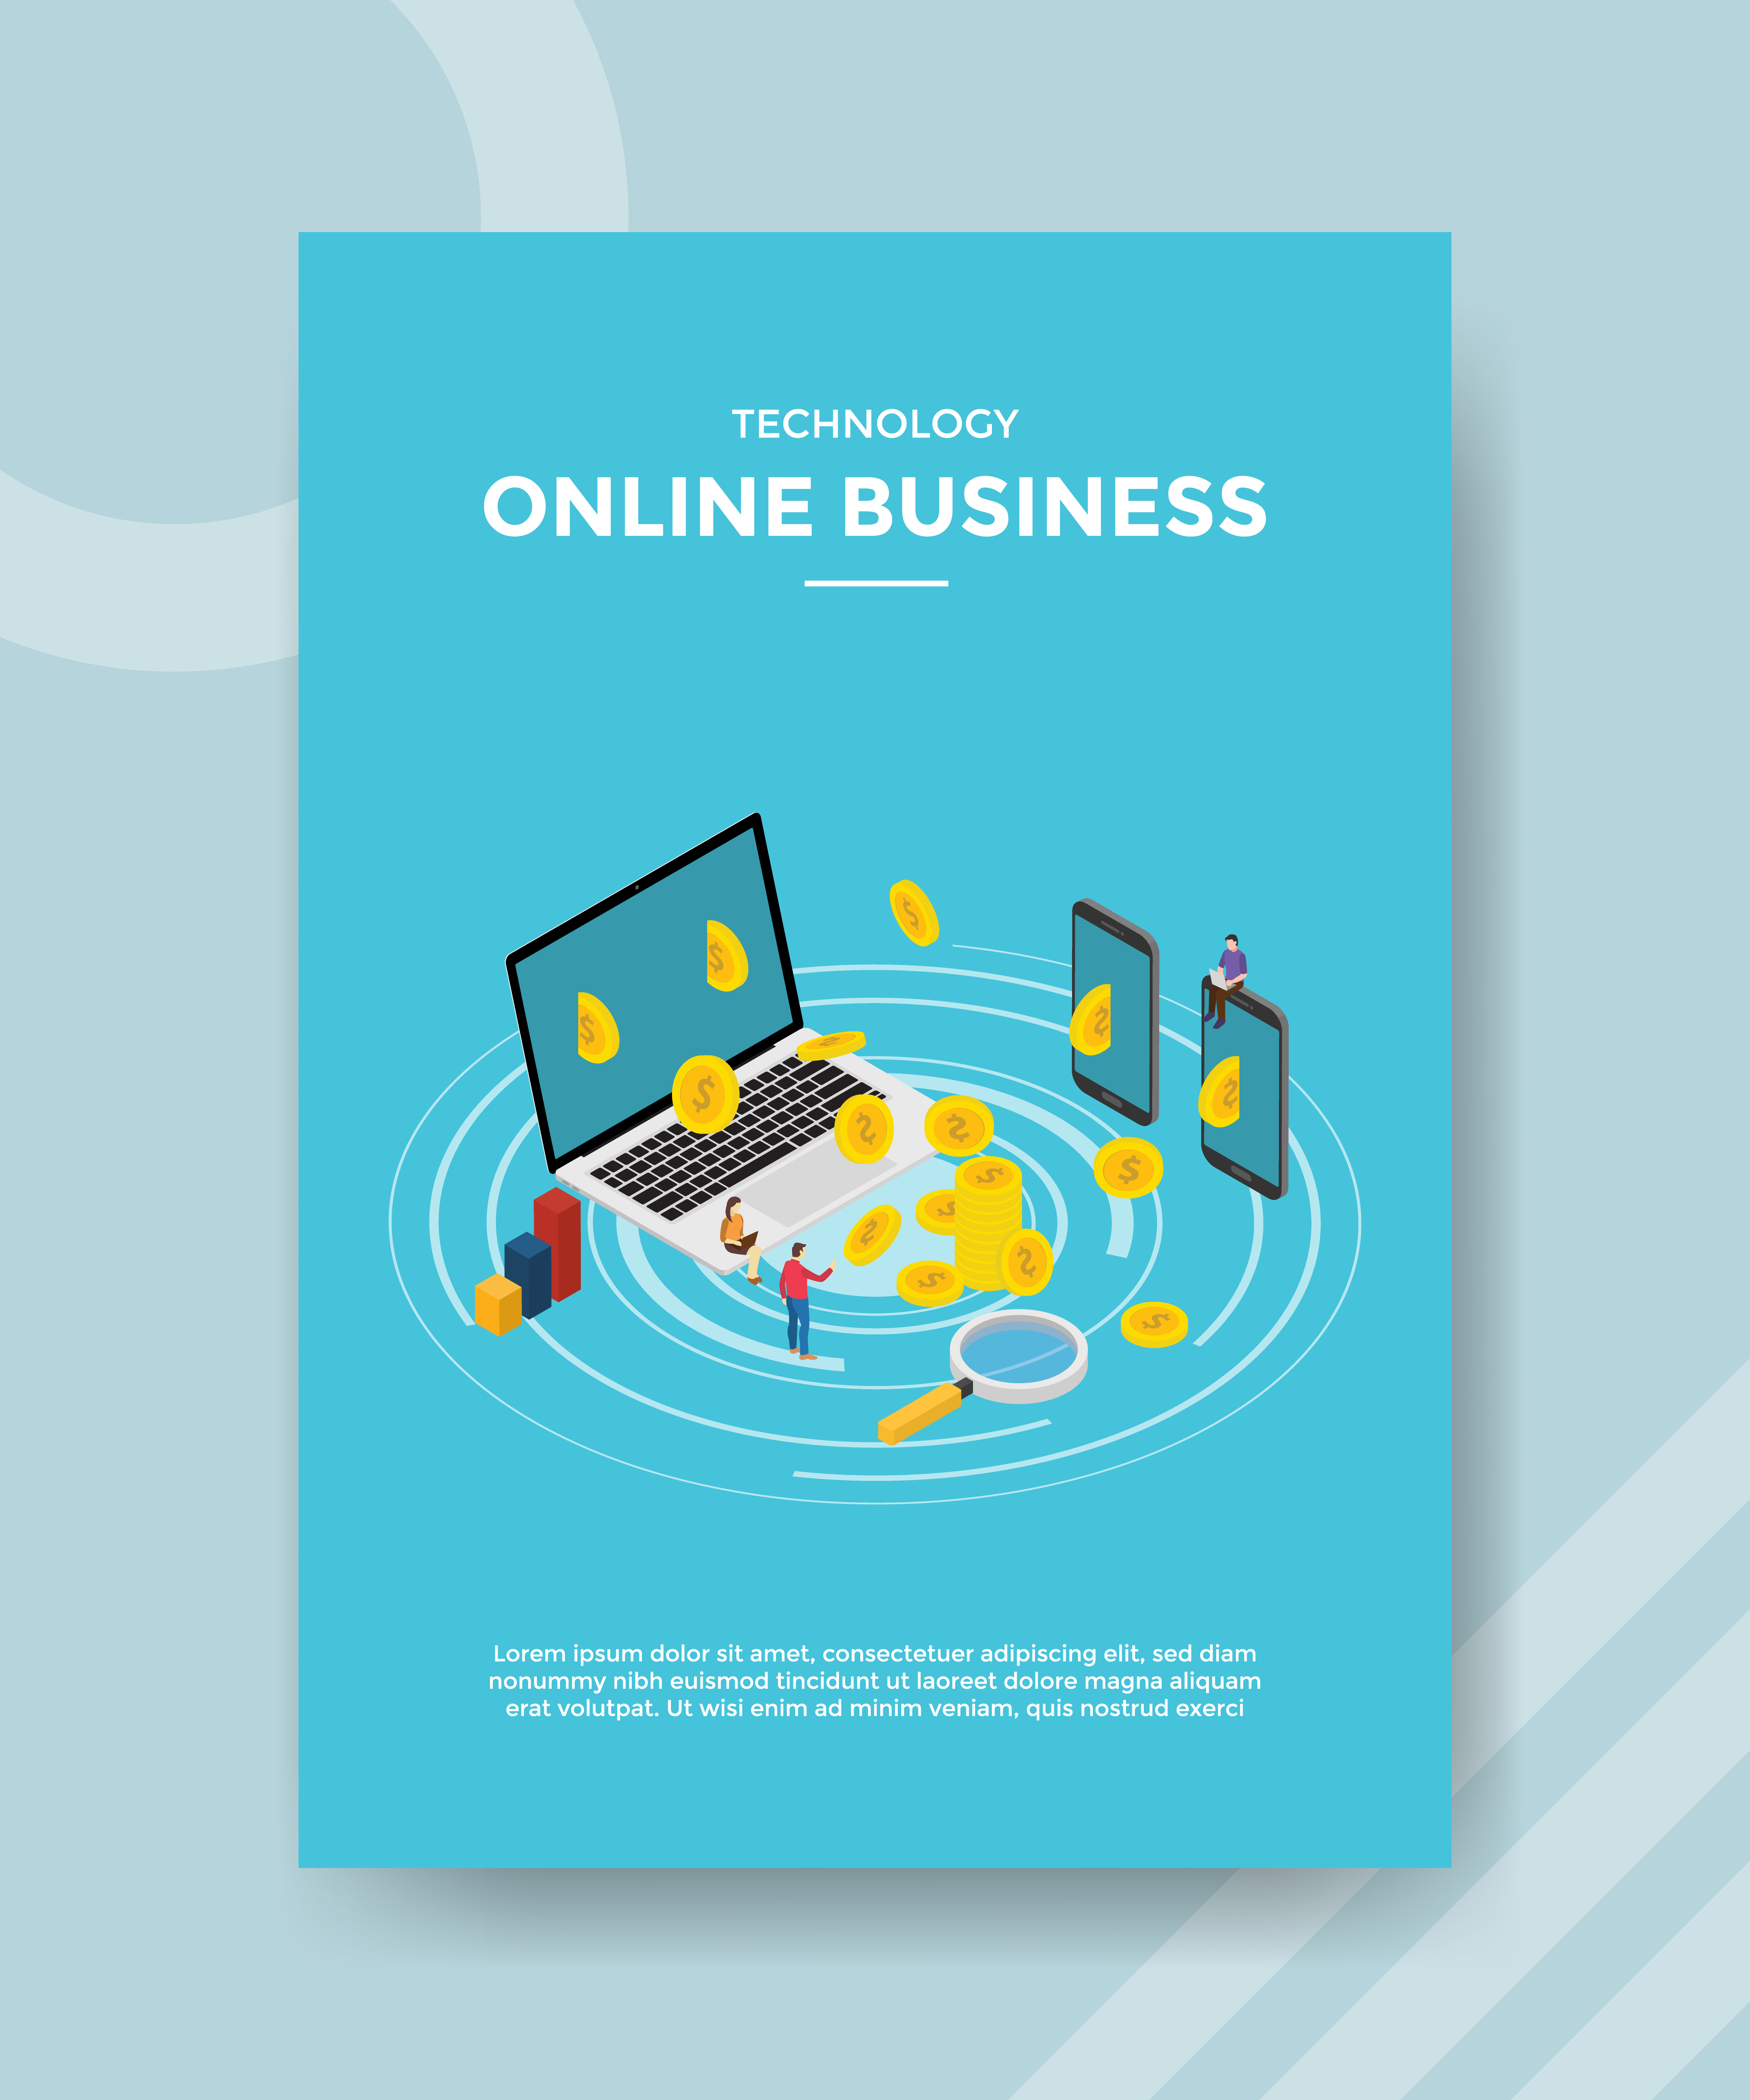 TECHNOLOGY
ONLINE BUSINESS
Lorem ipsum dolor sit amet, consectetuer adipiscing elit, sed diam
nonummy nibh euismod tincidunt ut laoreet dolore magna aliquam
erat volutpat. Ut wisi enim ad minim veniam, quis nostrud exerci